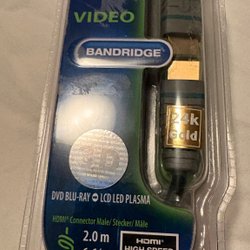 VIDEO
BANDRIDGE®
24k
Gold
DVD BLU-RAY LCD LED PLASMA
HDMI® Connector Male/ Stecker/ Mâle
2.0 m
HDMI
HIGH SPEED